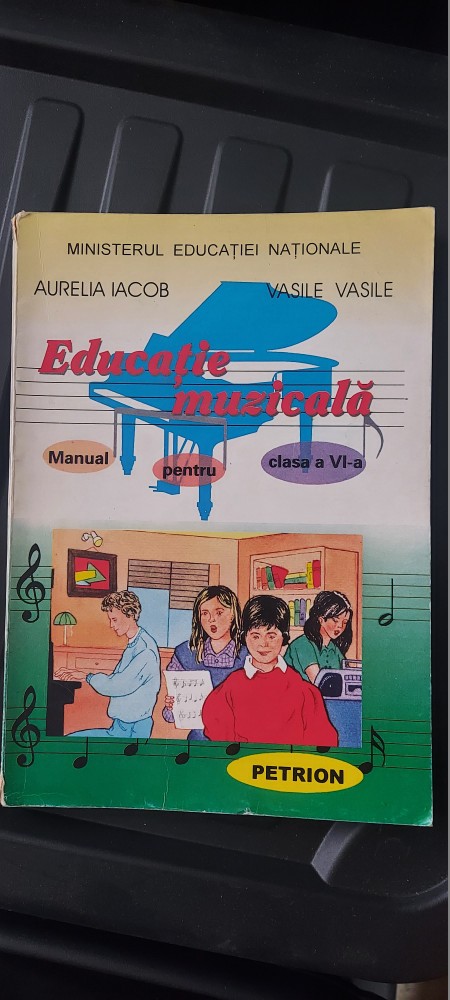 MINISTERUL EDUCAȚIEI NAȚIONALE
AURELIA IACOB VASILE VASILE
Educație
muzicală
Manual pentru clasa a VI-a
PETRION